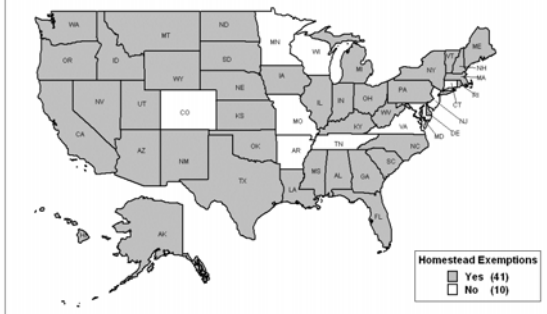 WA
MT
ND
MN
ME
VT
OR
ID
SD
WI
NH
MI
NY
MA
WY
RI
IA
PA
CT
NE
NV
UT
IL
IN
OH
NJ
CO
WV
DE
KS
MO
VA
MD
CA
KY
NC
TN
AZ
NM
OK
AR
SC
MS
AL
GA
TX
LA
FL
AK
Homestead Exemptions
Yes (41)
No (10)